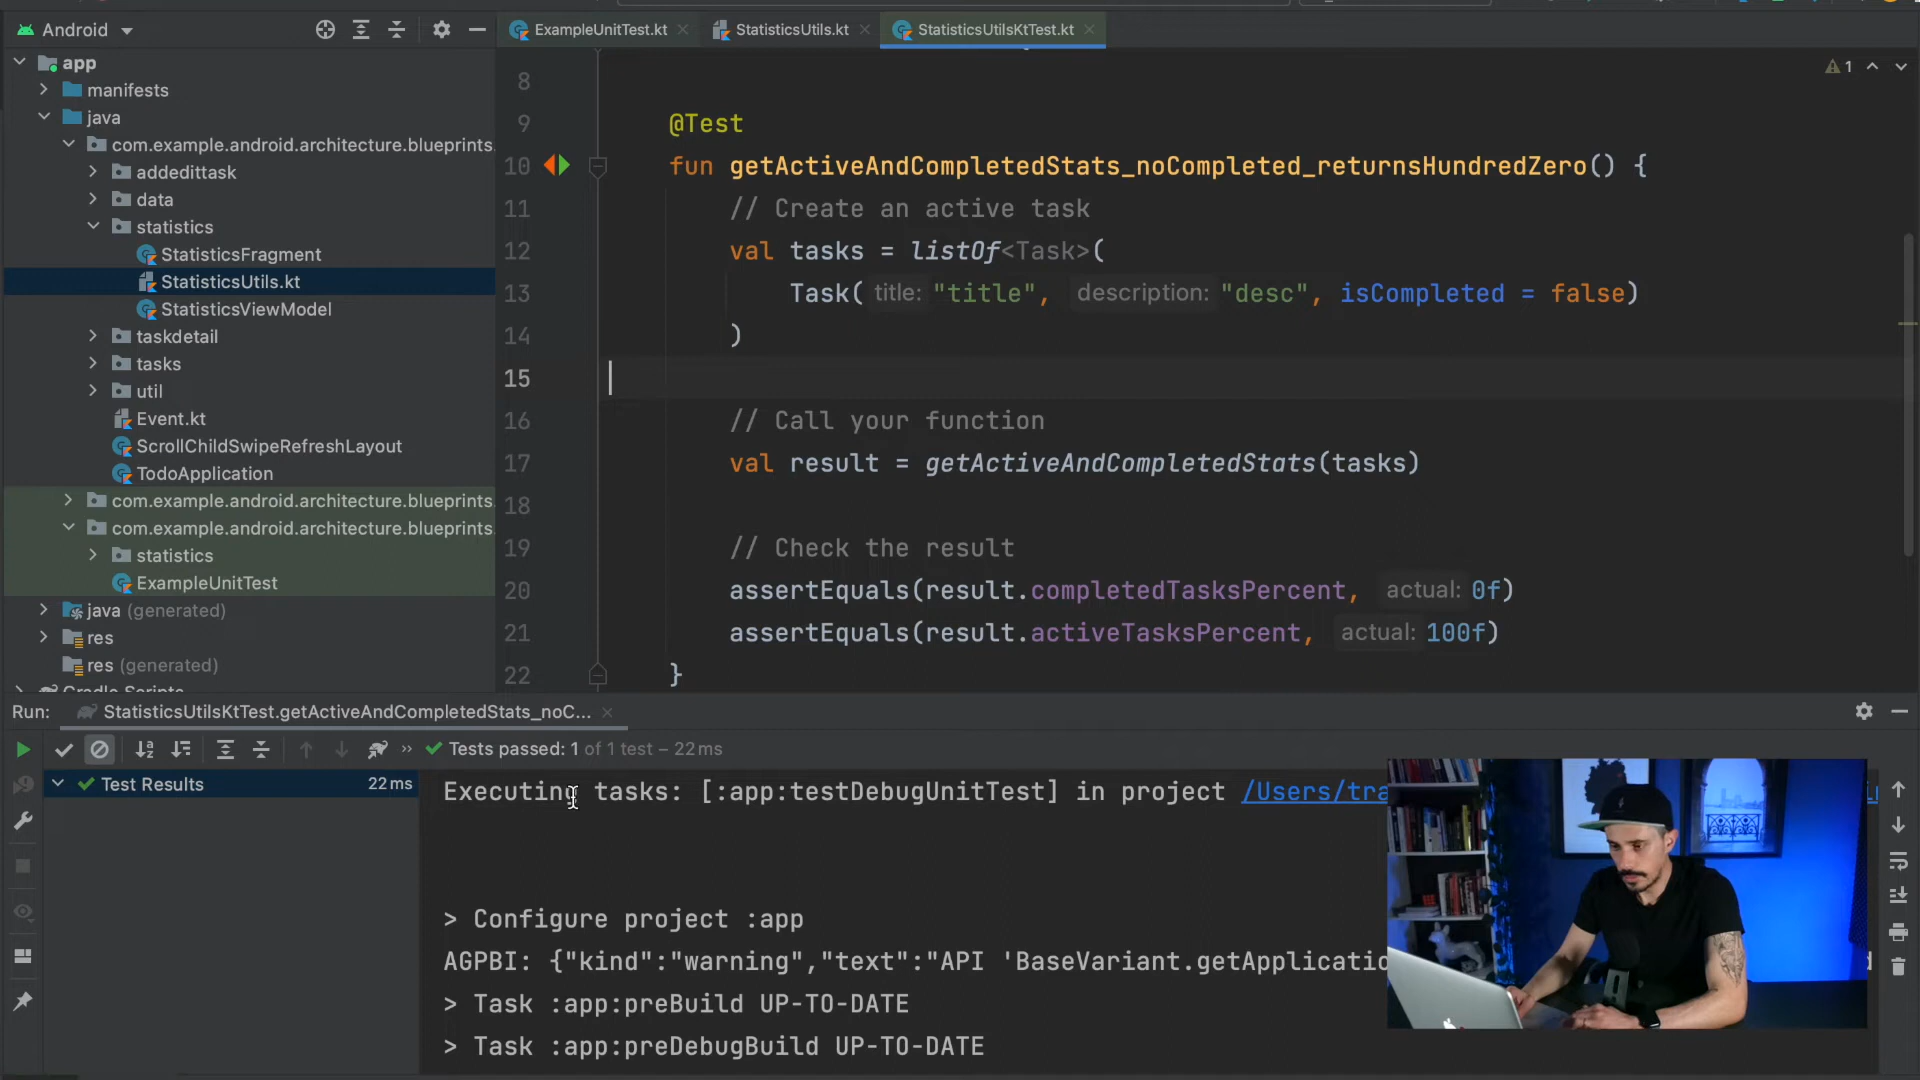 Android
ExampleUnitTest.kt
StatisticsUtils.kt
StatisticsUtilsKtTest.kt
app
manifests
java
com.example.android.architecture.blueprints.
addedittask
data
statistics
StatisticsFragment
StatisticsUtils.kt
StatisticsViewModel
taskdetail
tasks
util
Event.kt
ScrollChildSwipeRefreshLayout
TodoApplication
com.example.android.architecture.blueprints.
com.example.android.architecture.blueprints.
statistics
ExampleUnitTest
java (generated)
res
res (generated)
Gradle Scripts
1
8
9 @Test
10 fun getActiveAndCompletedStats_noCompleted_returnsHundredZero() {
11 // Create an active task
12 val tasks = listOf<Task>(
13 Task( title: "title", description: "desc", isCompleted = false)
14 )
15
16 // Call your function
17 val result = getActiveAndCompletedStats(tasks)
18
19 // Check the result
20 assertEquals(result.completedTasksPercent, actual: 0f)
21 assertEquals(result.activeTasksPercent, actual: 100f)
22 }
Run: StatisticsUtilsKtTest.getActiveAndCompletedStats_noC...
Tests passed: 1 of 1 test – 22 ms
Test Results 22 ms
Executing tasks: [:app:testDebugUnitTest] in project /Users/tra
> Configure project :app
AGPBI: {"kind":"warning","text":"API 'BaseVariant.getApplicatio
> Task :app:preBuild UP-TO-DATE
> Task :app:preDebugBuild UP-TO-DATE